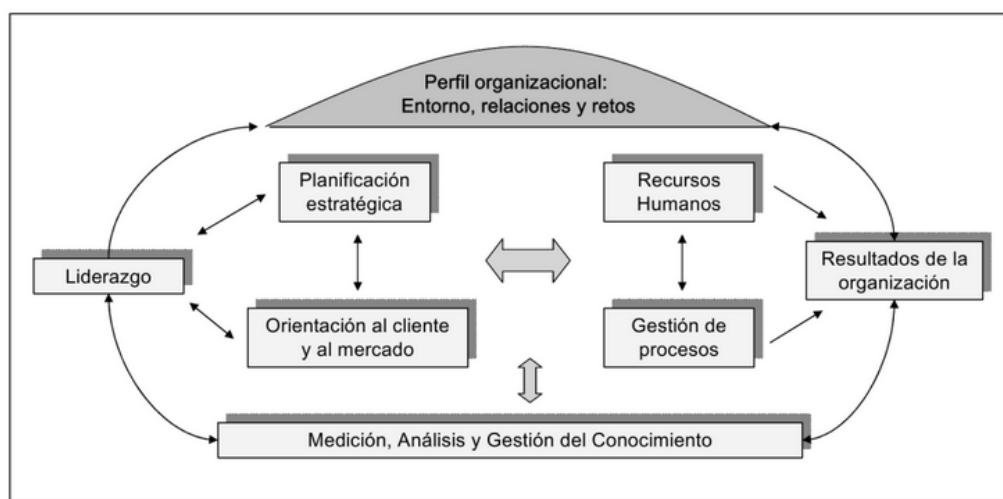 Perfil organizacional:
Entorno, relaciones y retos
Planificación
estratégica
Recursos
Humanos
Liderazgo
Resultados de la
organización
Orientación al cliente
y al mercado
Gestión de
procesos
Medición, Análisis y Gestión del Conocimiento